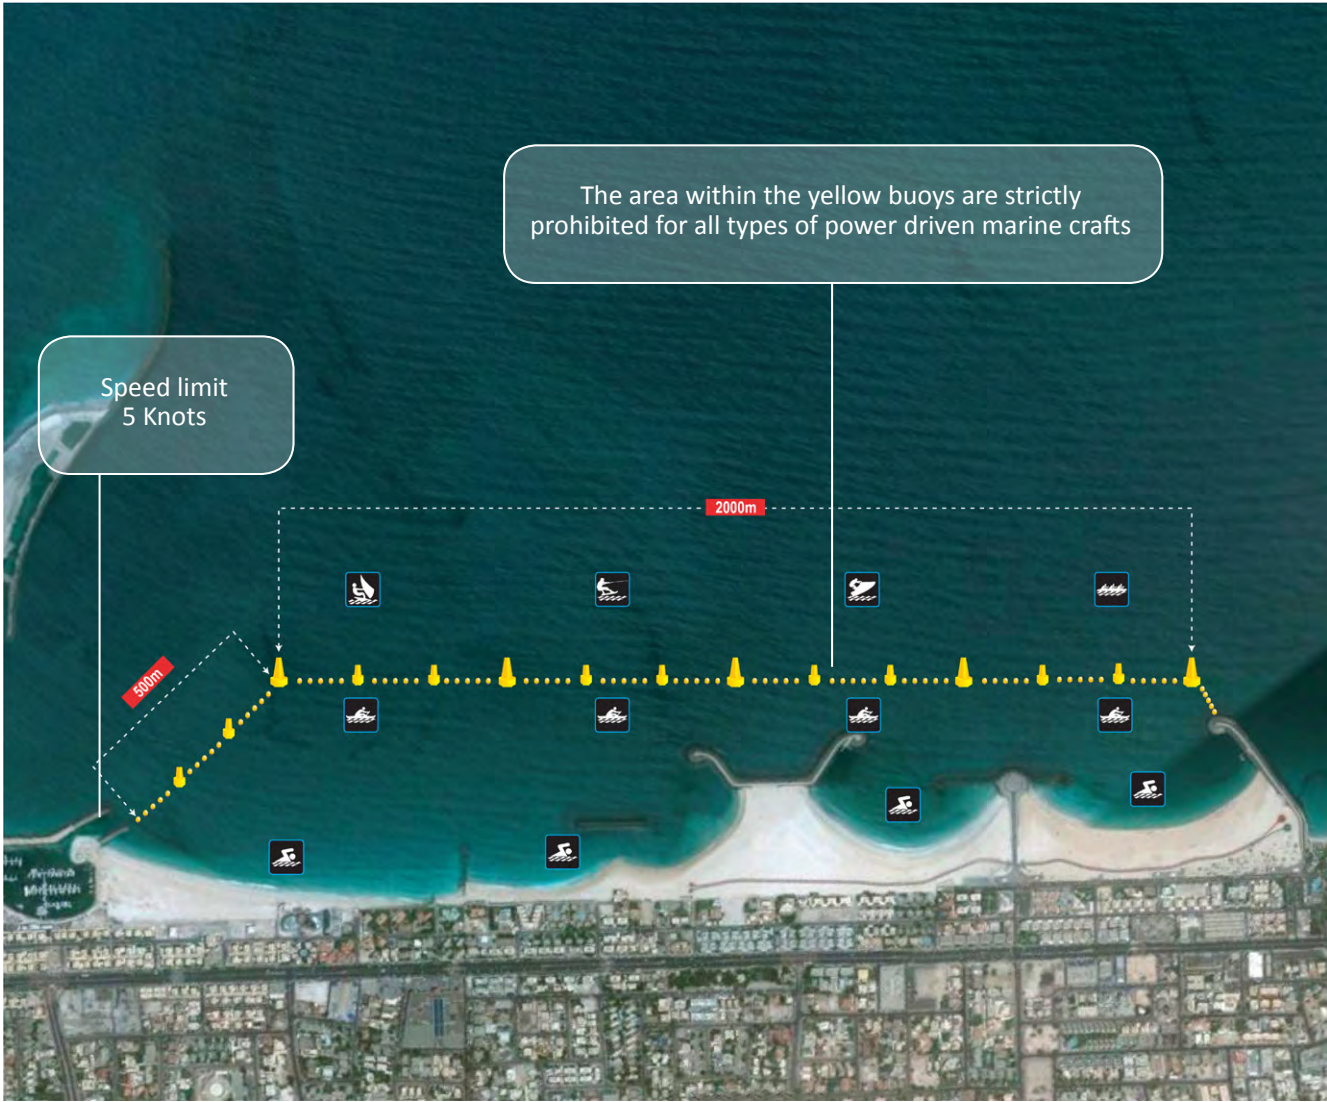 The area within the yellow buoys are strictly
prohibited for all types of power driven marine crafts
Speed limit
5 Knots
2000m
500m